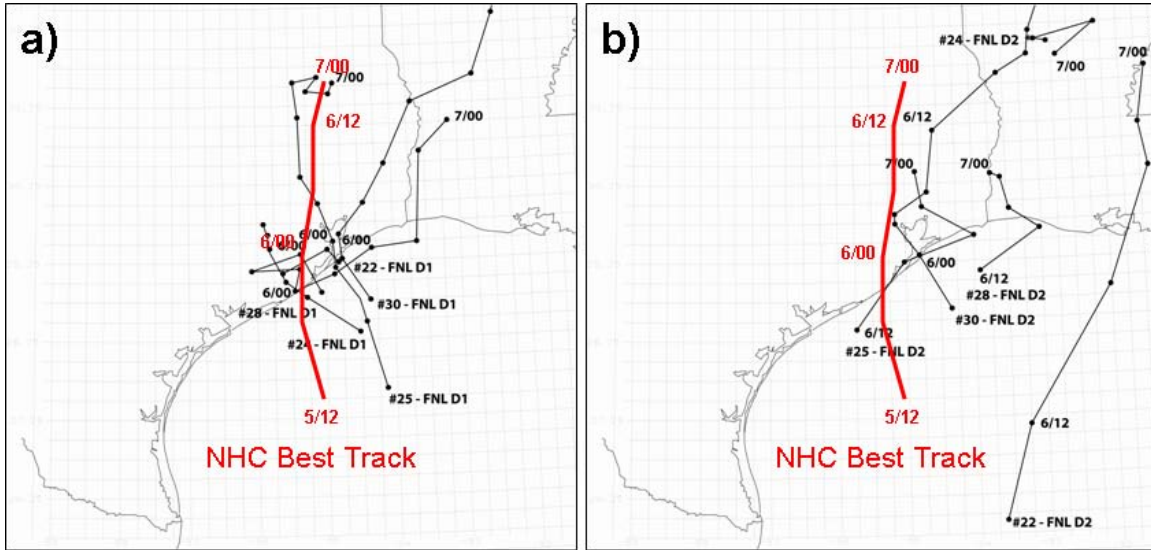 a)
7/00
7/00
6/12
7/00
6/00
6/00
6/00
6/00
#22 - FNL D1
6/00
#30 - FNL D1
#28 - FNL D1
#24 - FNL D1
#25 - FNL D1
5/12
NHC Best Track
b)
#24 - FNL D2
7/00
7/00
7/00
6/12
6/12
7/00
7/00
6/00
6/00
6/12
#28 - FNL D2
#30 - FNL D2
6/12
#25 - FNL D2
5/12
6/12
NHC Best Track
#22 - FNL D2